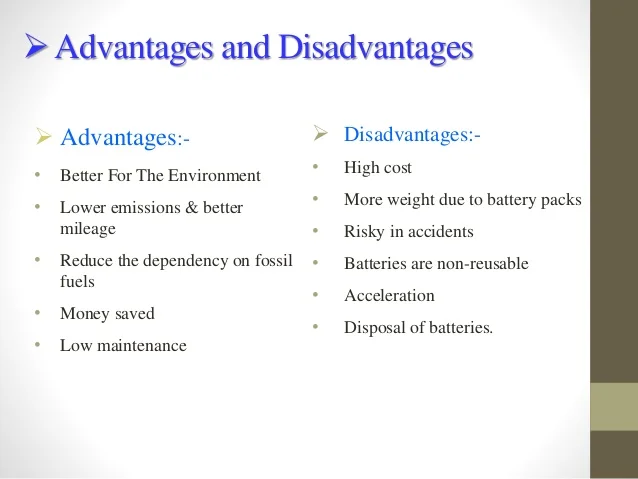 Advantages and Disadvantages
Advantages:-
• Better For The Environment
• Lower emissions & better
mileage
• Reduce the dependency on fossil
fuels
• Money saved
• Low maintenance
Disadvantages:-
• High cost
• More weight due to battery packs
• Risky in accidents
• Batteries are non-reusable
• Acceleration
• Disposal of batteries.